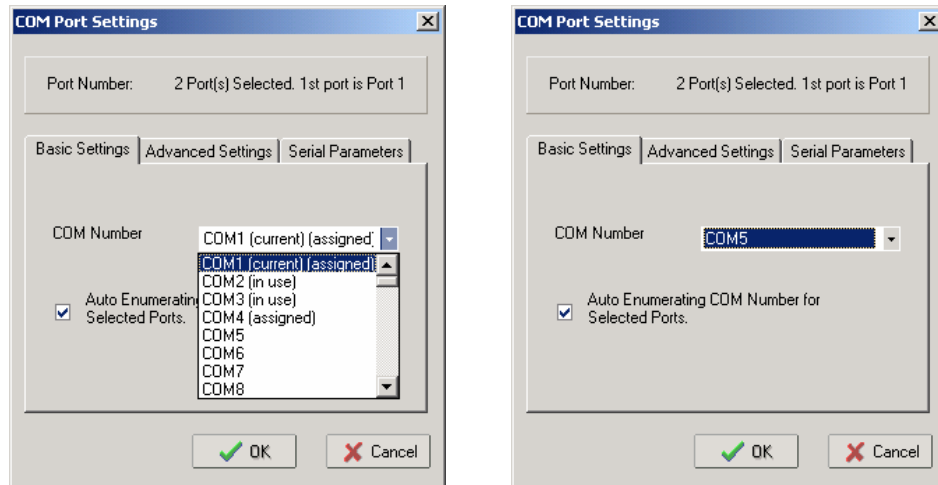 COM Port Settings
Port Number: 2 Port(s) Selected. 1st port is Port 1
Basic Settings Advanced Settings Serial Parameters
COM Number COM1 (current) (assigned)
COM1 (current) (assigned)
COM2 (in use)
COM3 (in use)
COM4 (assigned)
COM5
COM6
COM7
COM8
Auto Enumerating
Selected Ports.
OK Cancel
COM Port Settings
Port Number: 2 Port(s) Selected. 1st port is Port 1
Basic Settings Advanced Settings Serial Parameters
COM Number COM5
Auto Enumerating COM Number for
Selected Ports.
OK Cancel